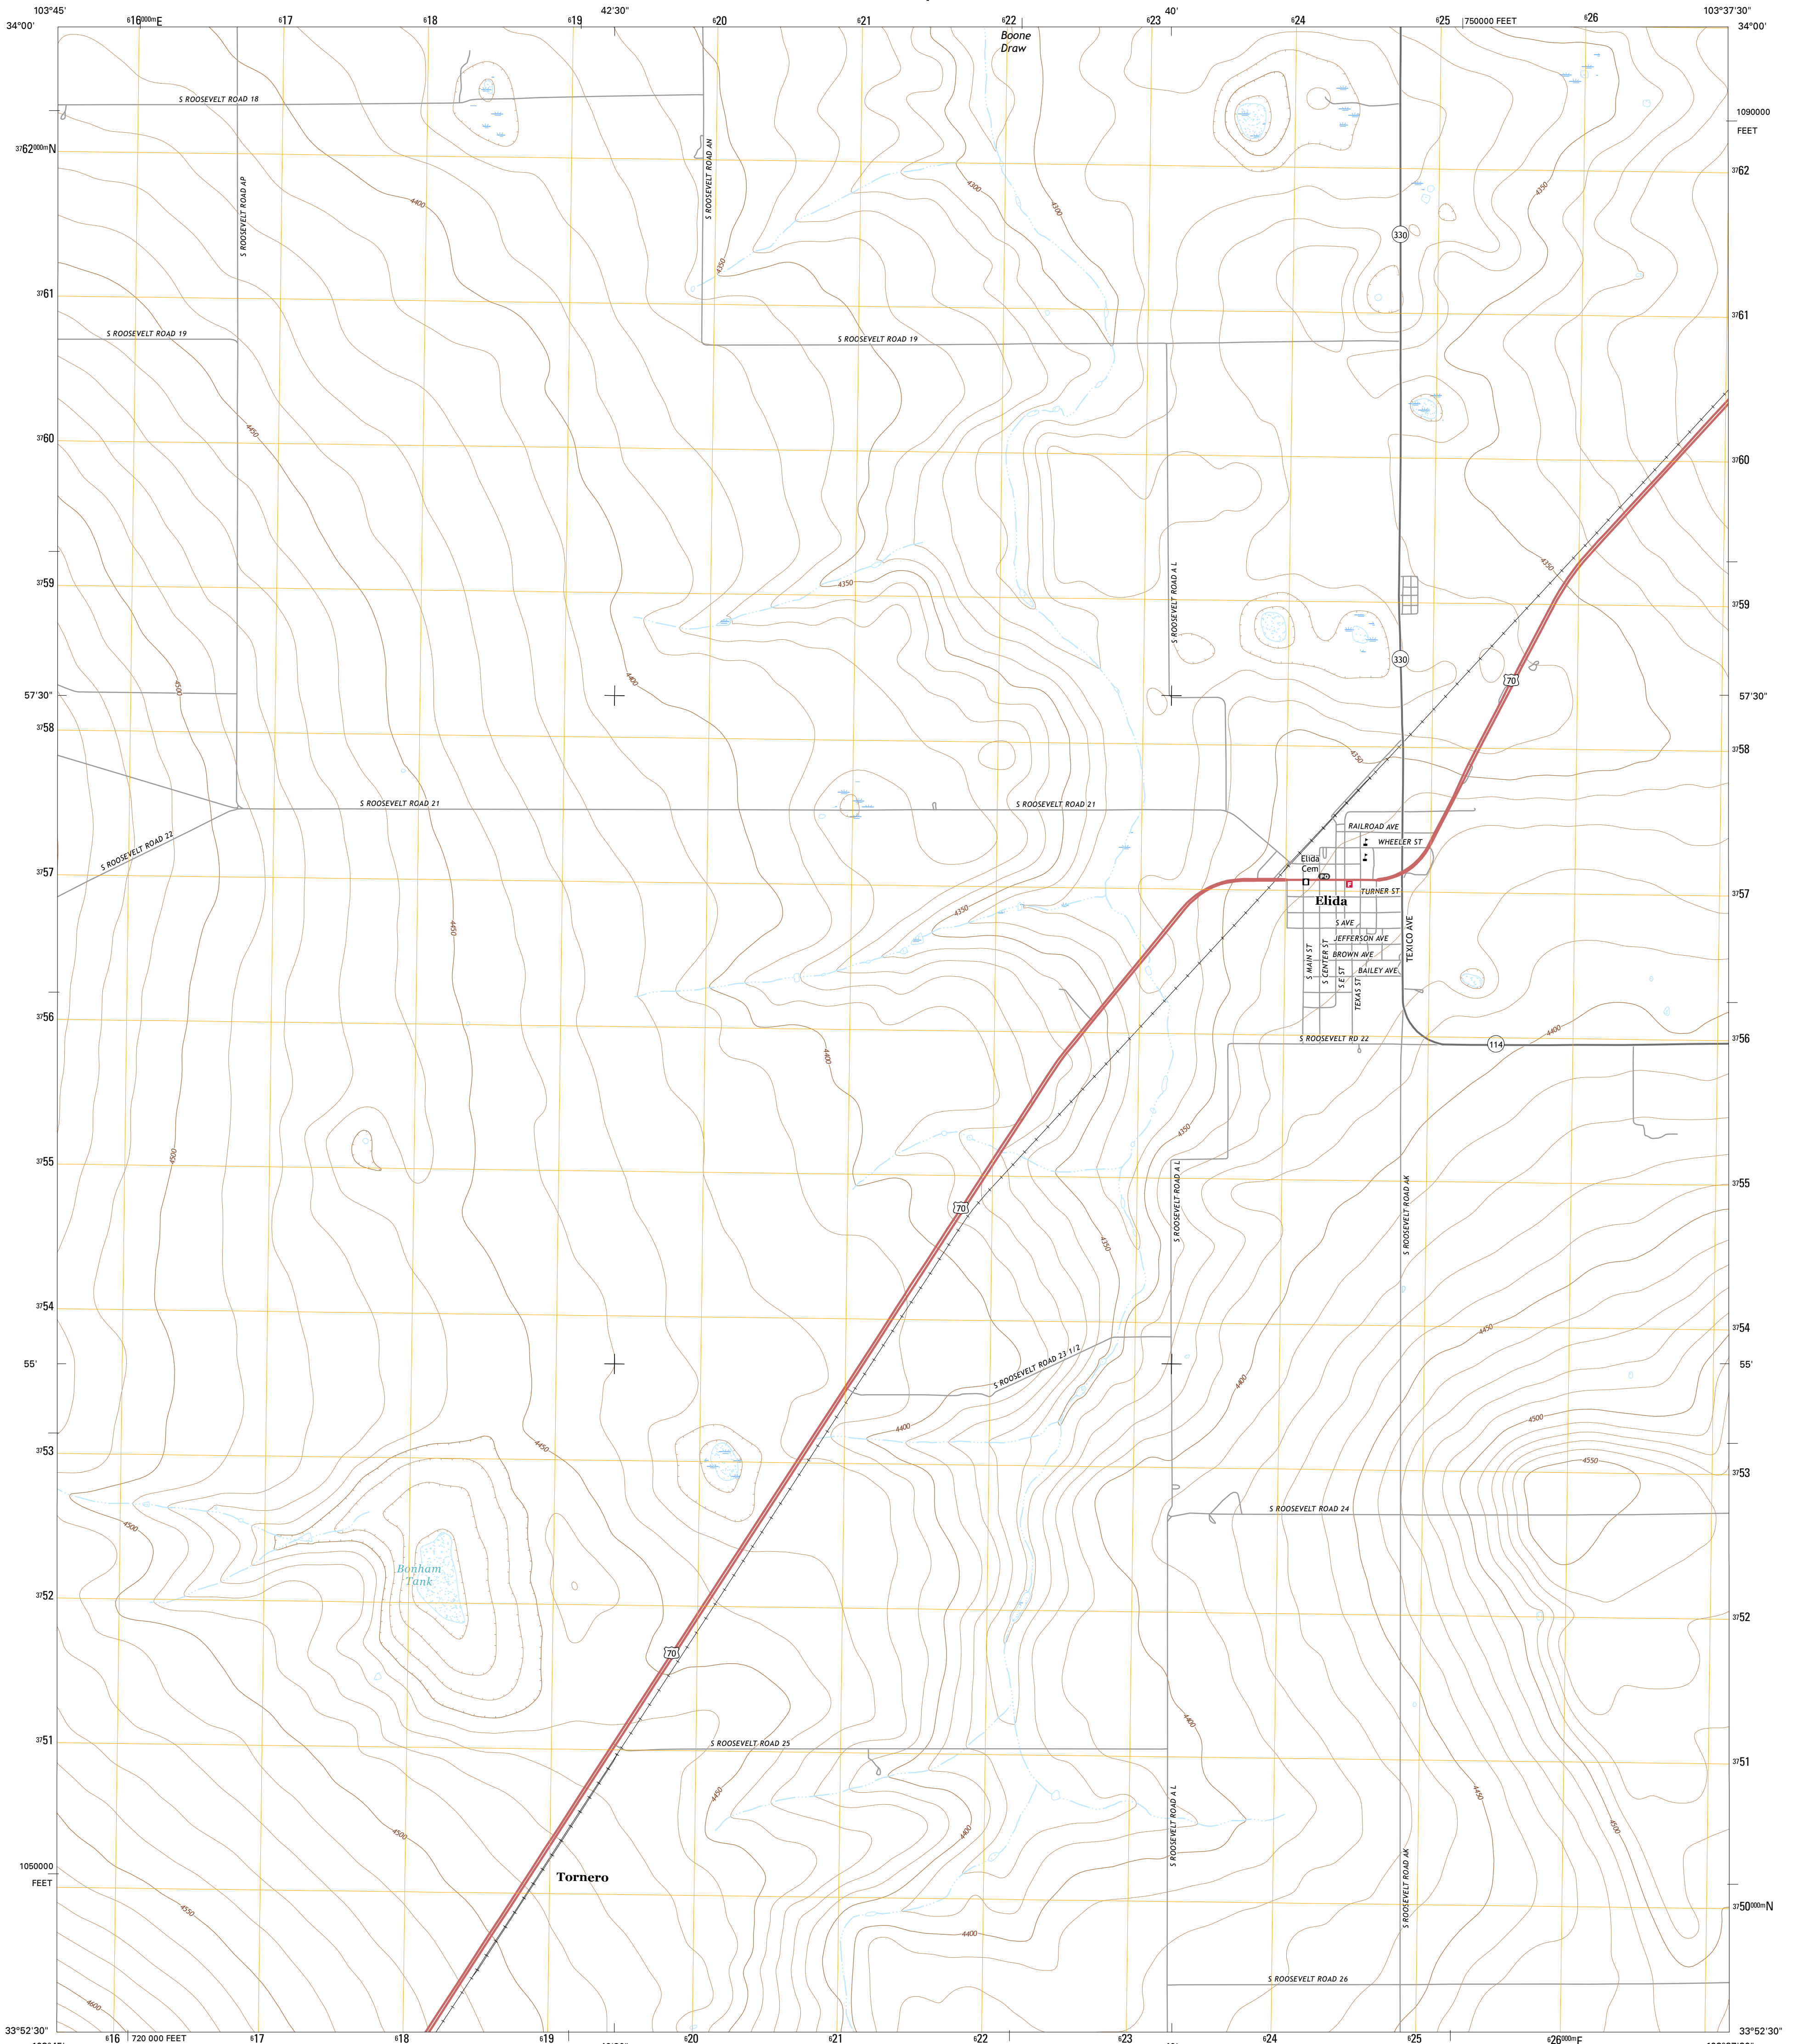 103°45'
⁶16⁰⁰⁰ᵐE
⁶17
⁶18
⁶19
42'30"
⁶20
⁶21
⁶22
⁶23
40'
⁶24
⁶25
750000 FEET
⁶26
103°37'30"
34°00'
34°00'
Boone
Draw
S ROOSEVELT ROAD 18
1090000
FEET
³⁷62⁰⁰⁰ᵐN
³⁷62
S ROOSEVELT ROAD AP
S ROOSEVELT ROAD AN
4400
4300
4300
4350
4350
330
³⁷61
³⁷61
S ROOSEVELT ROAD 19
S ROOSEVELT ROAD 19
4450
³⁷60
³⁷60
4350
4350
³⁷59
³⁷59
S ROOSEVELT ROAD A L
330
4500
4400
70
57'30"
57'30"
³⁷58
³⁷58
4350
S ROOSEVELT ROAD 21
S ROOSEVELT ROAD 21
S ROOSEVELT ROAD 22
RAILROAD AVE
WHEELER ST
Elida
Cem
³⁷57
³⁷57
TURNER ST
Elida
4450
4350
S AVE
JEFFERSON AVE
BROWN AVE
BAILEY AVE
S MAIN ST
S CENTER ST
S E ST
TEXAS ST
TEXICO AVE
³⁷56
³⁷56
4400
S ROOSEVELT RD 22
114
4400
4350
4500
³⁷55
³⁷55
S ROOSEVELT ROAD A L
S ROOSEVELT ROAD AK
70
4350
³⁷54
³⁷54
4450
S ROOSEVELT ROAD 23 1/2
55'
55'
4400
4400
4500
4450
³⁷53
³⁷53
4550
S ROOSEVELT ROAD 24
4500
Bonham
Tank
³⁷52
³⁷52
70
4400
³⁷51
³⁷51
S ROOSEVELT ROAD 25
4450
4450
4500
4400
4500
S ROOSEVELT ROAD A L
S ROOSEVELT ROAD AK
1050000
FEET
Tornero
4550
4400
³⁷50⁰⁰⁰ᵐN
S ROOSEVELT ROAD 26
4600
33°52'30"
33°52'30"
⁶16
720 000 FEET
⁶17
⁶18
⁶19
⁶20
⁶21
⁶22
⁶23
⁶24
⁶25
⁶26⁰⁰⁰ᵐE